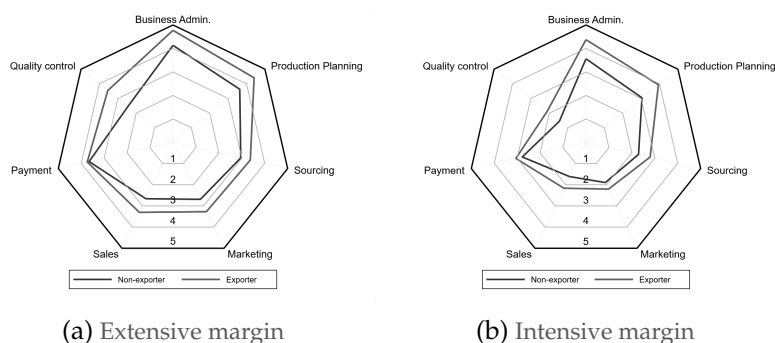 Business Admin.
Quality control
Production Planning
Payment
Sourcing
1
2
3
4
5
Sales
Marketing
Non-exporter
Exporter
(a) Extensive margin
Business Admin.
Quality control
Production Planning
Payment
Sourcing
1
2
3
4
5
Sales
Marketing
Non-exporter
Exporter
(b) Intensive margin